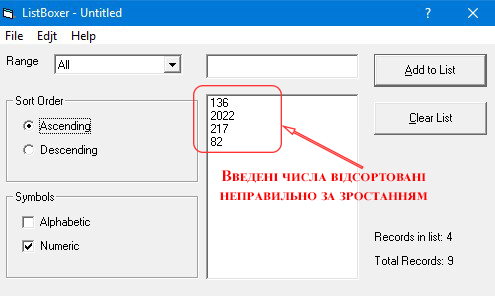 ListBoxer - Untitled
File Edjt Help
Range All Add to List
Sort Order
Ascending
Descending
136
2022
217
82
Clear List
Введені числа відсортовані
неправильно за зростанням
Symbols
Alphabetic
Numeric
Records in list: 4
Total Records: 9